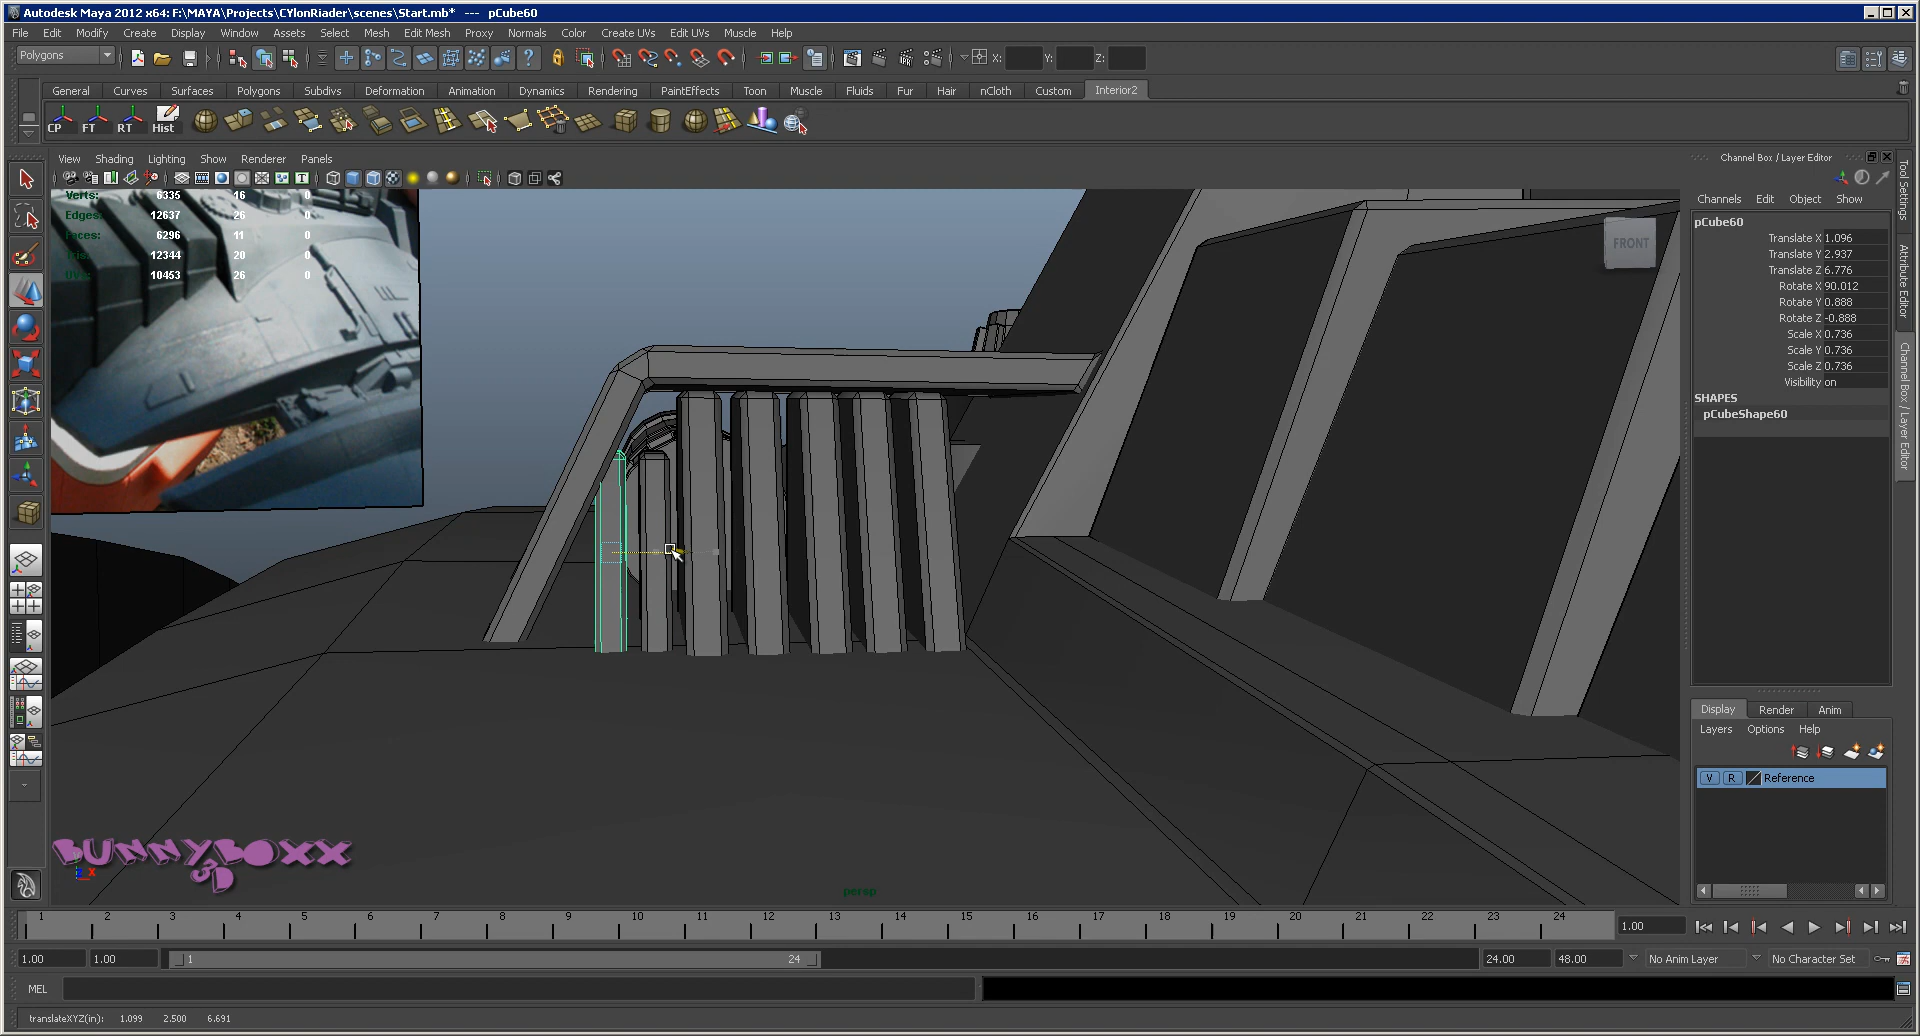 Autodesk Maya 2012 x64: F:\MAYA\Projects\CYlonRiader\scenes\Start.mb* --- pCube60
File Edit Modify Create Display Window Assets Select Mesh Edit Mesh Proxy Normals Color Create UVs Edit UVs Muscle Help
Polygons X: Y: Z:
General Curves Surfaces Polygons Subdivs Deformation Animation Dynamics Rendering PaintEffects Toon Muscle Fluids Fur Hair nCloth Custom Interior2
CP FT RT Hist
View Shading Lighting Show Renderer Panels
Channel Box / Layer Editor
Verts: 6335 16 0
Edges: 12637 26 0
Faces: 6296 11 0
Tris: 12344 20 0
UVs: 10453 26 0
FRONT
Channels Edit Object Show
pCube60
Translate X 1.096
Translate Y 2.937
Translate Z 6.776
Rotate X 90.012
Rotate Y 0.888
Rotate Z -0.888
Scale X 0.736
Scale Y 0.736
Scale Z 0.736
Visibility on
SHAPES
pCubeShape60
Tool Settings
Attribute Editor
Channel Box / Layer Editor
Display Render Anim
Layers Options Help
V R Reference
BUNNYBOXX
3D
X
persp
1 2 3 4 5 6 7 8 9 10 11 12 13 14 15 16 17 18 19 20 21 22 23 24 1.00
1.00 1.00 1 24 24.00 48.00 No Anim Layer No Character Set
MEL
translateXYZ(in): 1.099 2.500 6.691